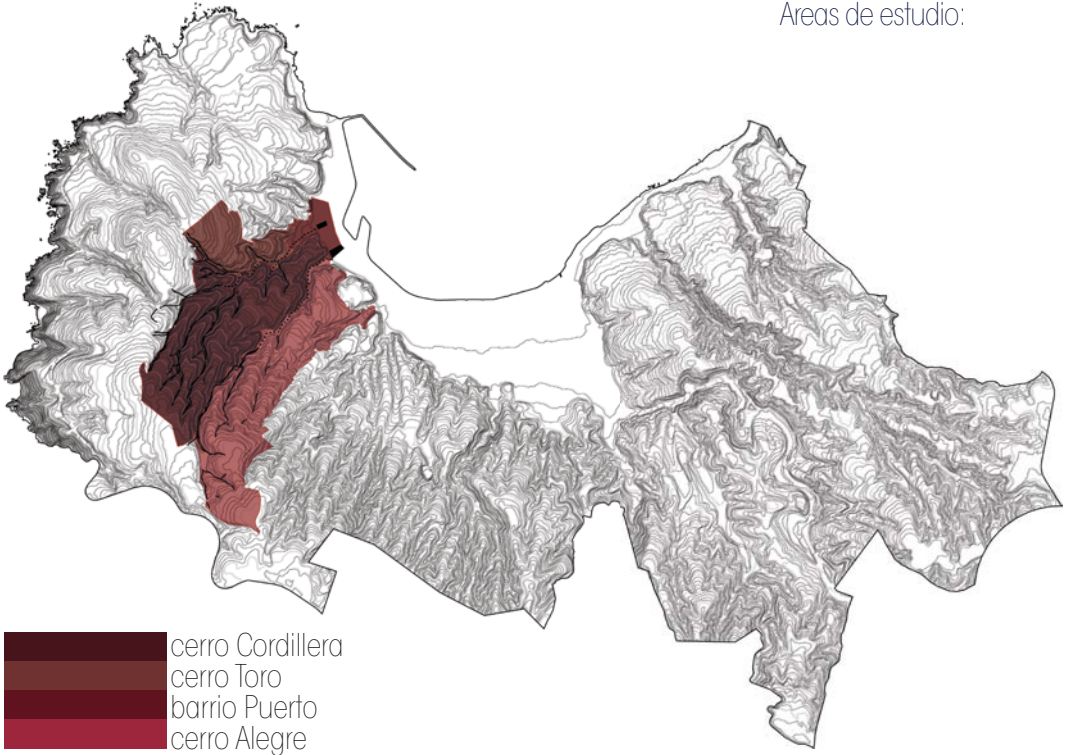 Areas de estudio:
cerro Cordillera
cerro Toro
barrio Puerto
cerro Alegre